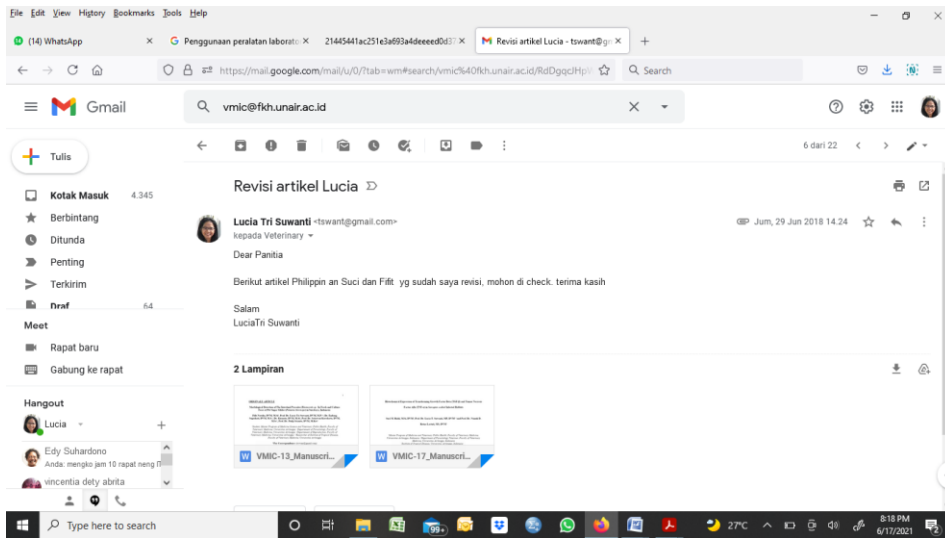 File Edit View History Bookmarks Tools Help
(14) WhatsApp
Penggunaan peralatan laborato
21445441ac251e3a693a4deeeed0d37
Revisi artikel Lucia - tswant@gm
https://mail.google.com/mail/u/0/?tab=wm#search/vmic%40fkh.unair.ac.id/RdDgqcJHpV
Search
Gmail
vmic@fkh.unair.ac.id
Tulis
6 dari 22
Kotak Masuk 4.345
Berbintang
Ditunda
Penting
Terkirim
Draf 64
Meet
Rapat baru
Gabung ke rapat
Hangout
Lucia
Edy Suhardono
Anda: mengko jam 10 rapat neng
vincentia dety abrita
Revisi artikel Lucia
Lucia Tri Suwanti <tswant@gmail.com>
Jum, 29 Jun 2018 14.24
kepada Veterinary
Dear Panitia
Berikut artikel Philippin an Suci dan Fifit yg sudah saya revisi, mohon di check. terima kasih
Salam
LuciaTri Suwanti
2 Lampiran
W VMIC-13_Manuscri...
W VMIC-17_Manuscri...
Type here to search
99+
27°C
8:18 PM
6/17/2021
2